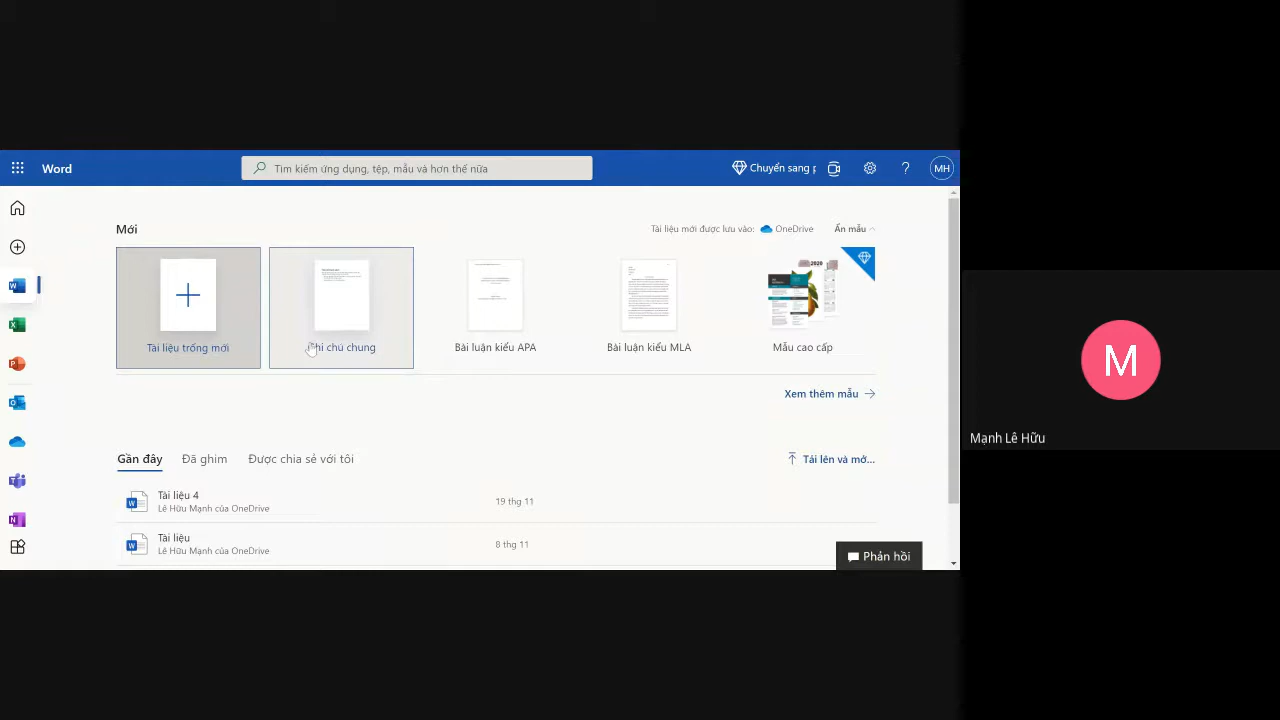 Word
Tìm kiếm ứng dụng, tệp, mẫu và hơn thế nữa
Chuyển sang p
?
MH
Mới
Tài liệu mới được lưu vào: OneDrive
Ẩn mẫu
Tài liệu trống mới
hi chú chung
Bài luận kiểu APA
Bài luận kiểu MLA
2020
Mẫu cao cấp
Xem thêm mẫu
Gần đây
Đã ghim
Được chia sẻ với tôi
Tải lên và mở...
Tài liệu 4
Lê Hữu Mạnh của OneDrive
19 thg 11
Tài liệu
Lê Hữu Mạnh của OneDrive
8 thg 11
Phản hồi
M
Mạnh Lê Hữu